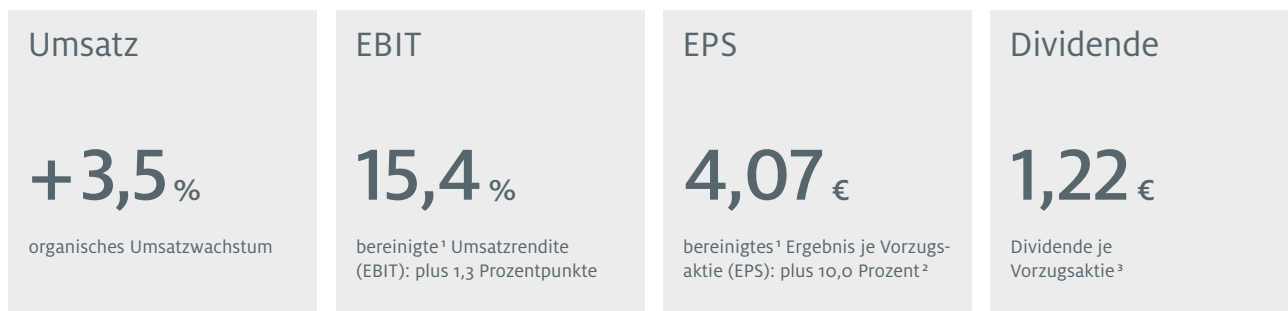 Umsatz
+3,5 %
organisches Umsatzwachstum
EBIT
15,4 %
bereinigte¹ Umsatzrendite
(EBIT): plus 1,3 Prozentpunkte
EPS
4,07 €
bereinigtes¹ Ergebnis je Vorzugs-
aktie (EPS): plus 10,0 Prozent²
Dividende
1,22 €
Dividende je
Vorzugsaktie³